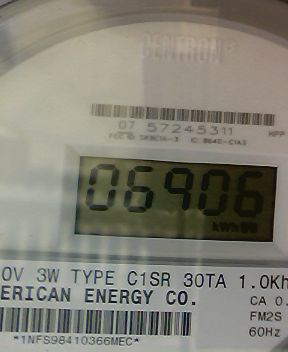 CENTRON®
07 57245311
HPP
06906
kWh
0V 3W TYPE C1SR 30TA 1.0Kh
ERICAN ENERGY CO.
CA 0.
FM2S
60Hz
*1NFS98410366MEC*